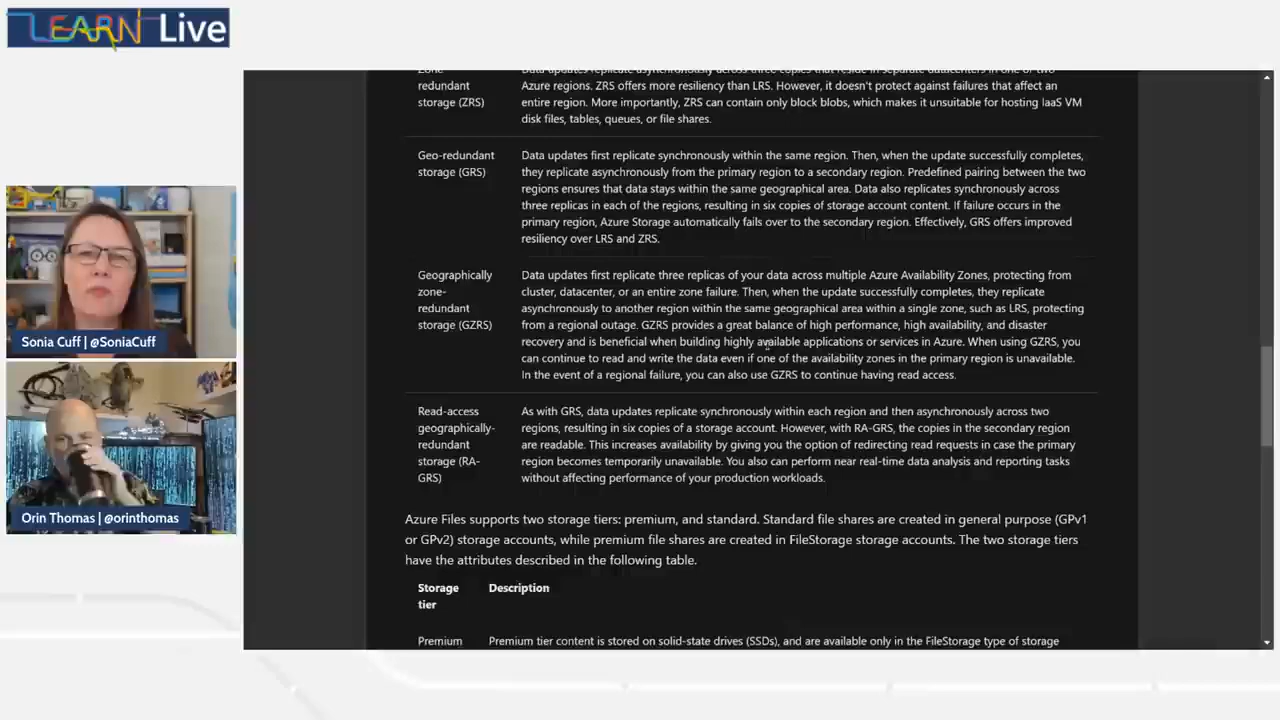 LEARN Live
Zone-
redundant
storage (ZRS)
Data updates replicate asynchronously across three copies that reside in separate datacenters in one or two
Azure regions. ZRS offers more resiliency than LRS. However, it doesn't protect against failures that affect an
entire region. More importantly, ZRS can contain only block blobs, which makes it unsuitable for hosting IaaS VM
disk files, tables, queues, or file shares.
Geo-redundant
storage (GRS)
Data updates first replicate synchronously within the same region. Then, when the update successfully completes,
they replicate asynchronously from the primary region to a secondary region. Predefined pairing between the two
regions ensures that data stays within the same geographical area. Data also replicates synchronously across
three replicas in each of the regions, resulting in six copies of storage account content. If failure occurs in the
primary region, Azure Storage automatically fails over to the secondary region. Effectively, GRS offers improved
resiliency over LRS and ZRS.
Geographically
zone-
redundant
storage (GZRS)
Data updates first replicate three replicas of your data across multiple Azure Availability Zones, protecting from
cluster, datacenter, or an entire zone failure. Then, when the update successfully completes, they replicate
asynchronously to another region within the same geographical area within a single zone, such as LRS, protecting
from a regional outage. GZRS provides a great balance of high performance, high availability, and disaster
recovery and is beneficial when building highly available applications or services in Azure. When using GZRS, you
can continue to read and write the data even if one of the availability zones in the primary region is unavailable.
In the event of a regional failure, you can also use GZRS to continue having read access.
Read-access
geographically-
redundant
storage (RA-
GRS)
As with GRS, data updates replicate synchronously within each region and then asynchronously across two
regions, resulting in six copies of a storage account. However, with RA-GRS, the copies in the secondary region
are readable. This increases availability by giving you the option of redirecting read requests in case the primary
region becomes temporarily unavailable. You also can perform near real-time data analysis and reporting tasks
without affecting performance of your production workloads.
Azure Files supports two storage tiers: premium, and standard. Standard file shares are created in general purpose (GPv1
or GPv2) storage accounts, while premium file shares are created in FileStorage storage accounts. The two storage tiers
have the attributes described in the following table.
Storage
tier
Description
Premium
Premium tier content is stored on solid-state drives (SSDs), and are available only in the FileStorage type of storage
Sonia Cuff | @SoniaCuff
Orin Thomas | @orinthomas